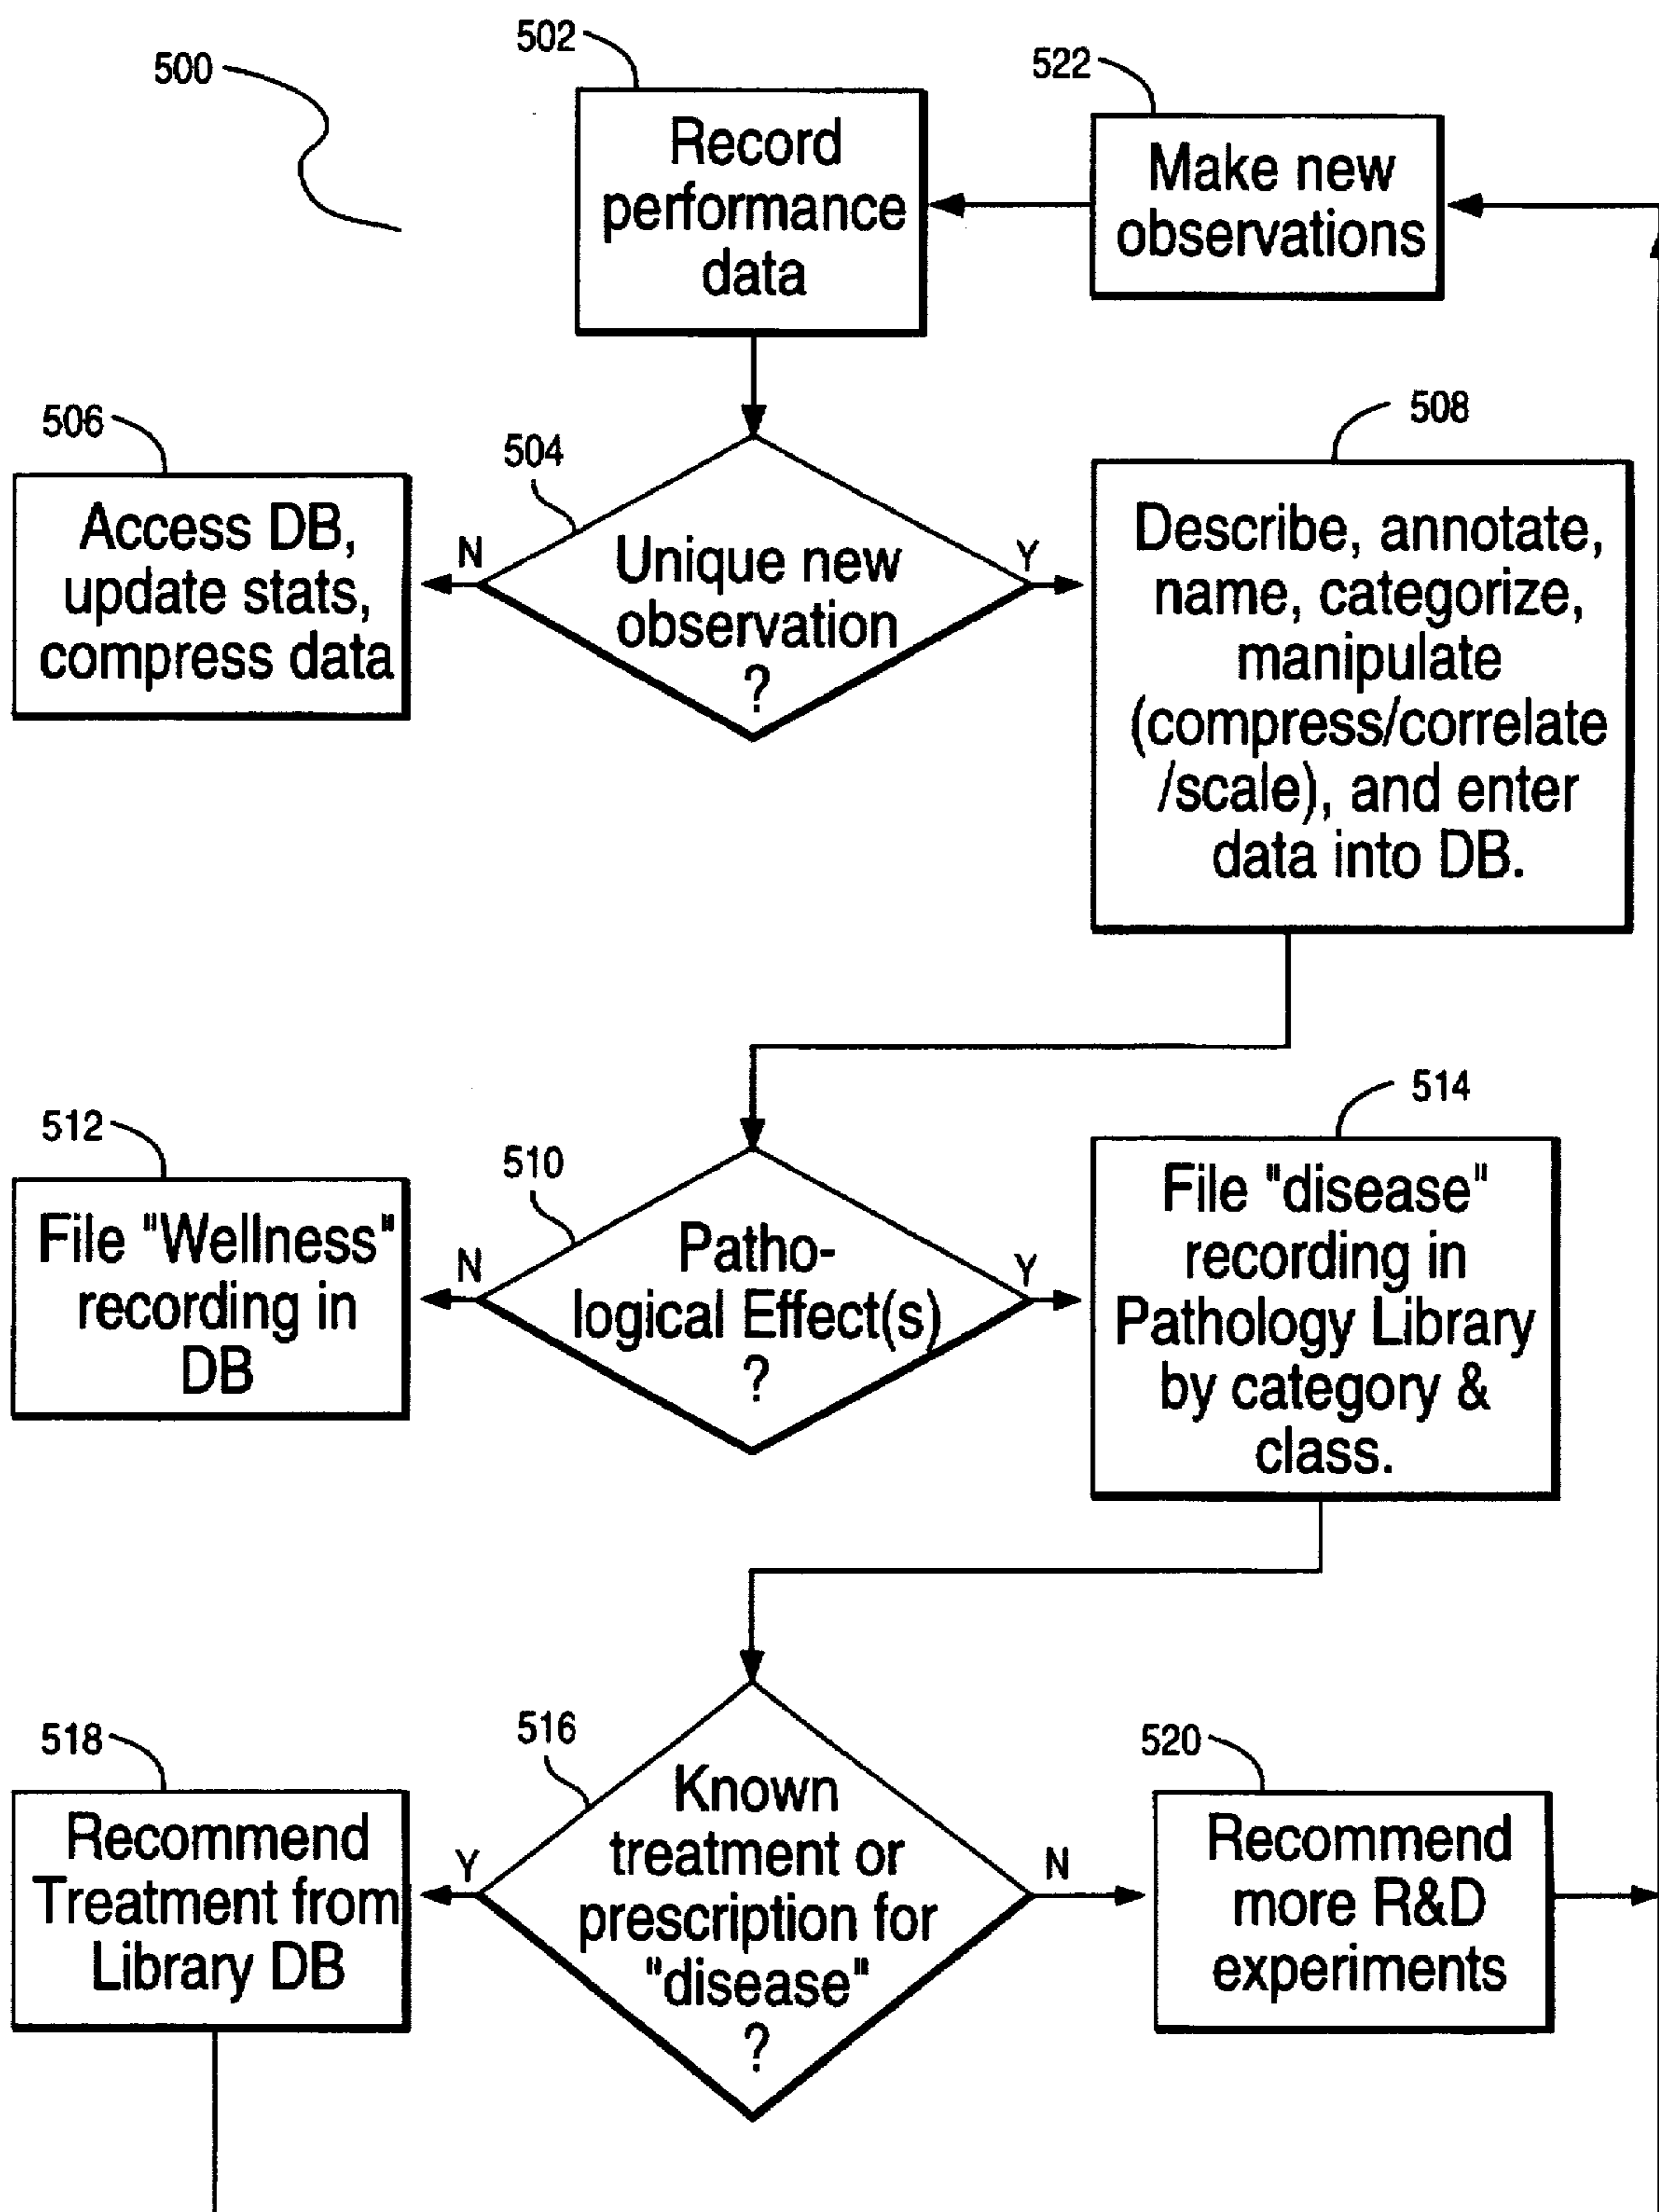 500
502
Record
performance
data
522
Make new
observations
506
Access DB,
update stats,
compress data
504
N
Unique new
observation
?
Y
508
Describe, annotate,
name, categorize,
manipulate
(compress/correlate
/scale), and enter
data into DB.
512
File "Wellness"
recording in
DB
510
N
Patho-
logical Effect(s)
?
Y
514
File "disease"
recording in
Pathology Library
by category &
class.
518
Recommend
Treatment from
Library DB
516
Y
Known
treatment or
prescription for
"disease"
?
N
520
Recommend
more R&D
experiments